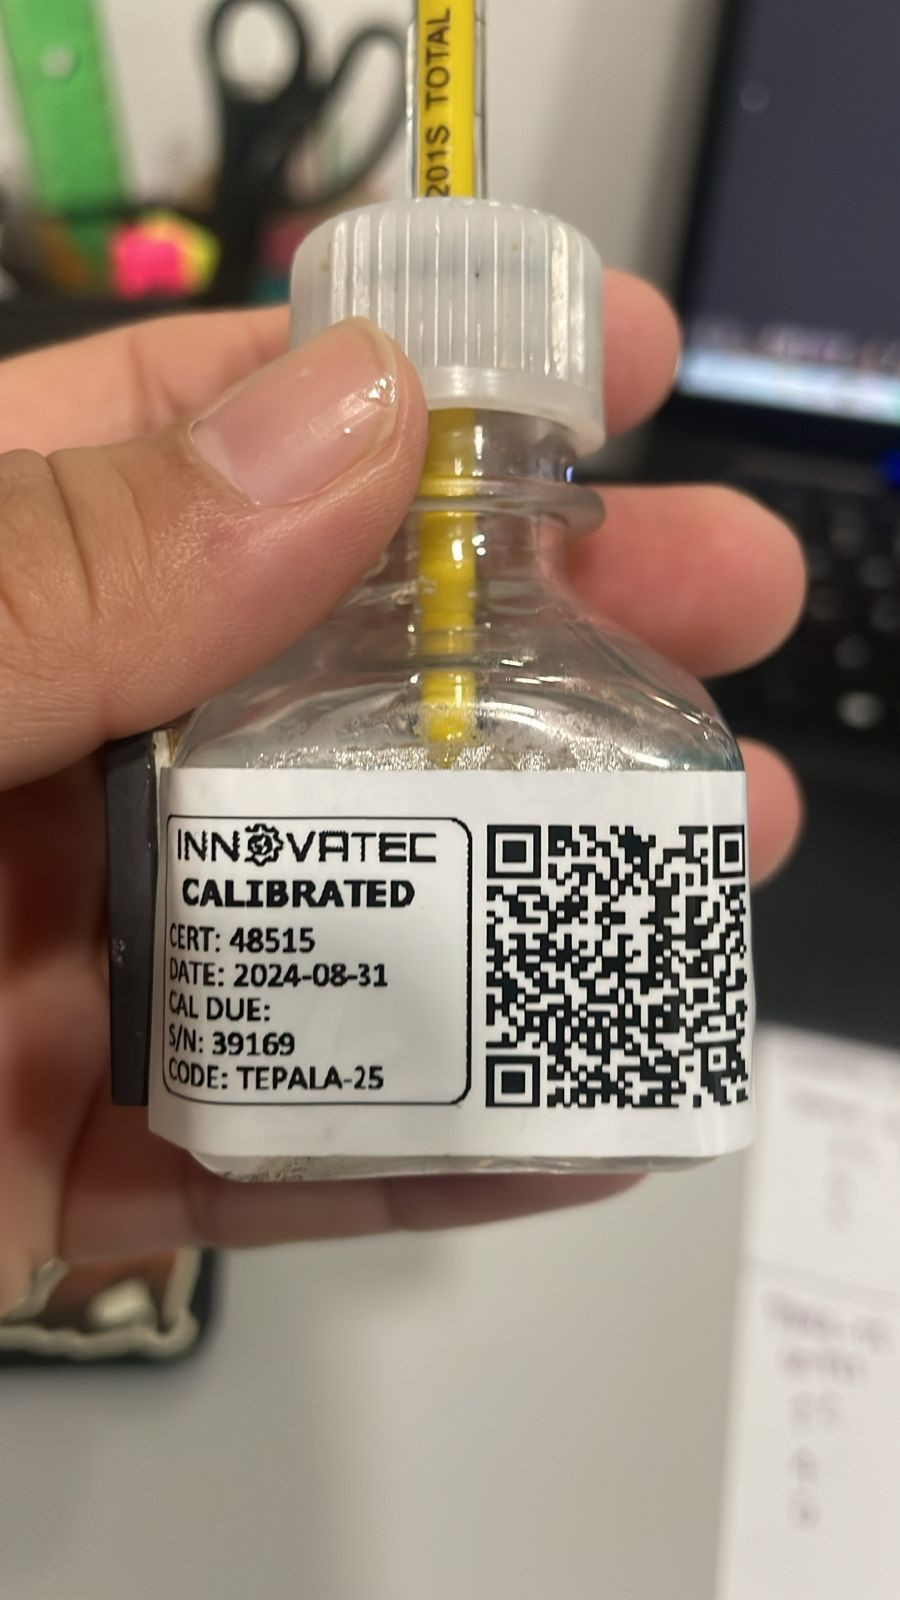 201S TOTAL
INNOVATEC
CALIBRATED
CERT: 48515
DATE: 2024-08-31
CAL DUE:
S/N: 39169
CODE: TEPALA-25